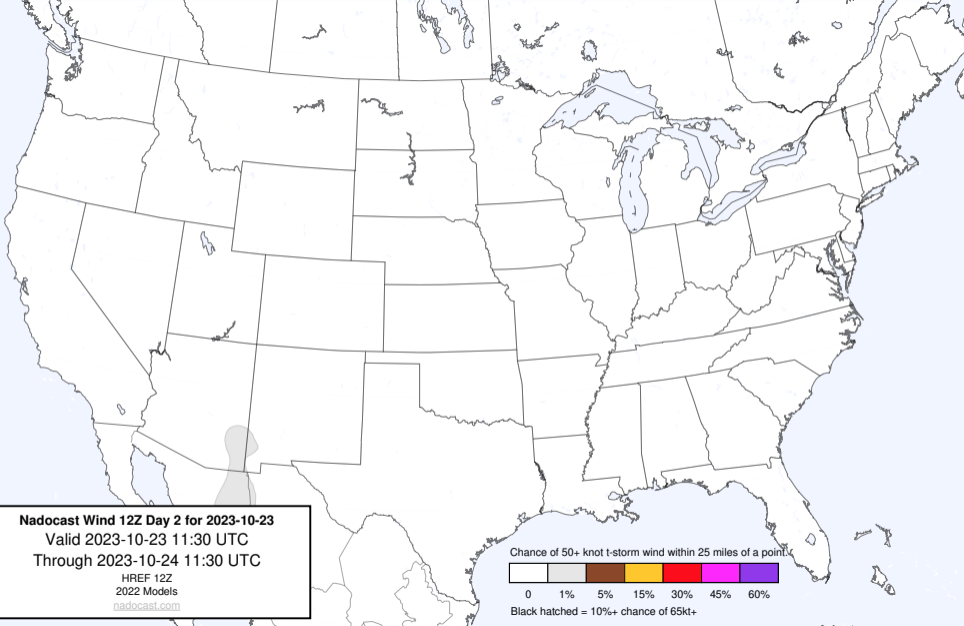 Nadocast Wind 12Z Day 2 for 2023-10-23
Valid 2023-10-23 11:30 UTC
Through 2023-10-24 11:30 UTC
HREF 12Z
2022 Models
nadocast.com
Chance of 50+ knot t-storm wind within 25 miles of a point.
0 1% 5% 15% 30% 45% 60%
Black hatched = 10%+ chance of 65kt+